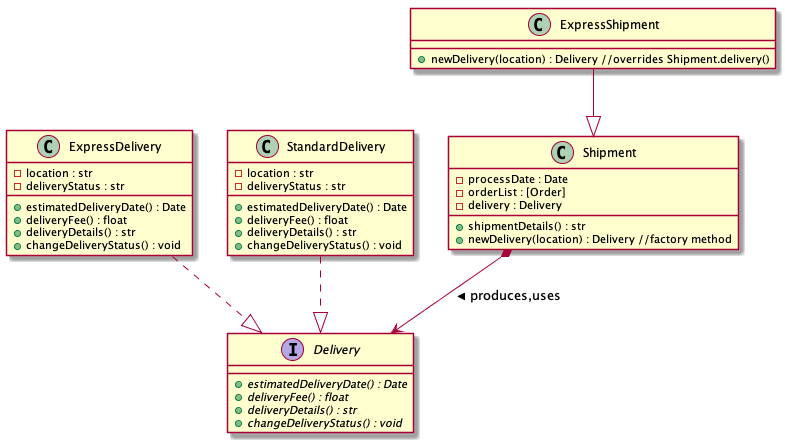 C ExpressShipment
newDelivery(location) : Delivery //overrides Shipment.delivery()
C ExpressDelivery
location : str
deliveryStatus : str
estimatedDeliveryDate() : Date
deliveryFee() : float
deliveryDetails() : str
changeDeliveryStatus() : void
C StandardDelivery
location : str
deliveryStatus : str
estimatedDeliveryDate() : Date
deliveryFee() : float
deliveryDetails() : str
changeDeliveryStatus() : void
C Shipment
processDate : Date
orderList : [Order]
delivery : Delivery
shipmentDetails() : str
newDelivery(location) : Delivery //factory method
produces,uses
I Delivery
estimatedDeliveryDate() : Date
deliveryFee() : float
deliveryDetails() : str
changeDeliveryStatus() : void